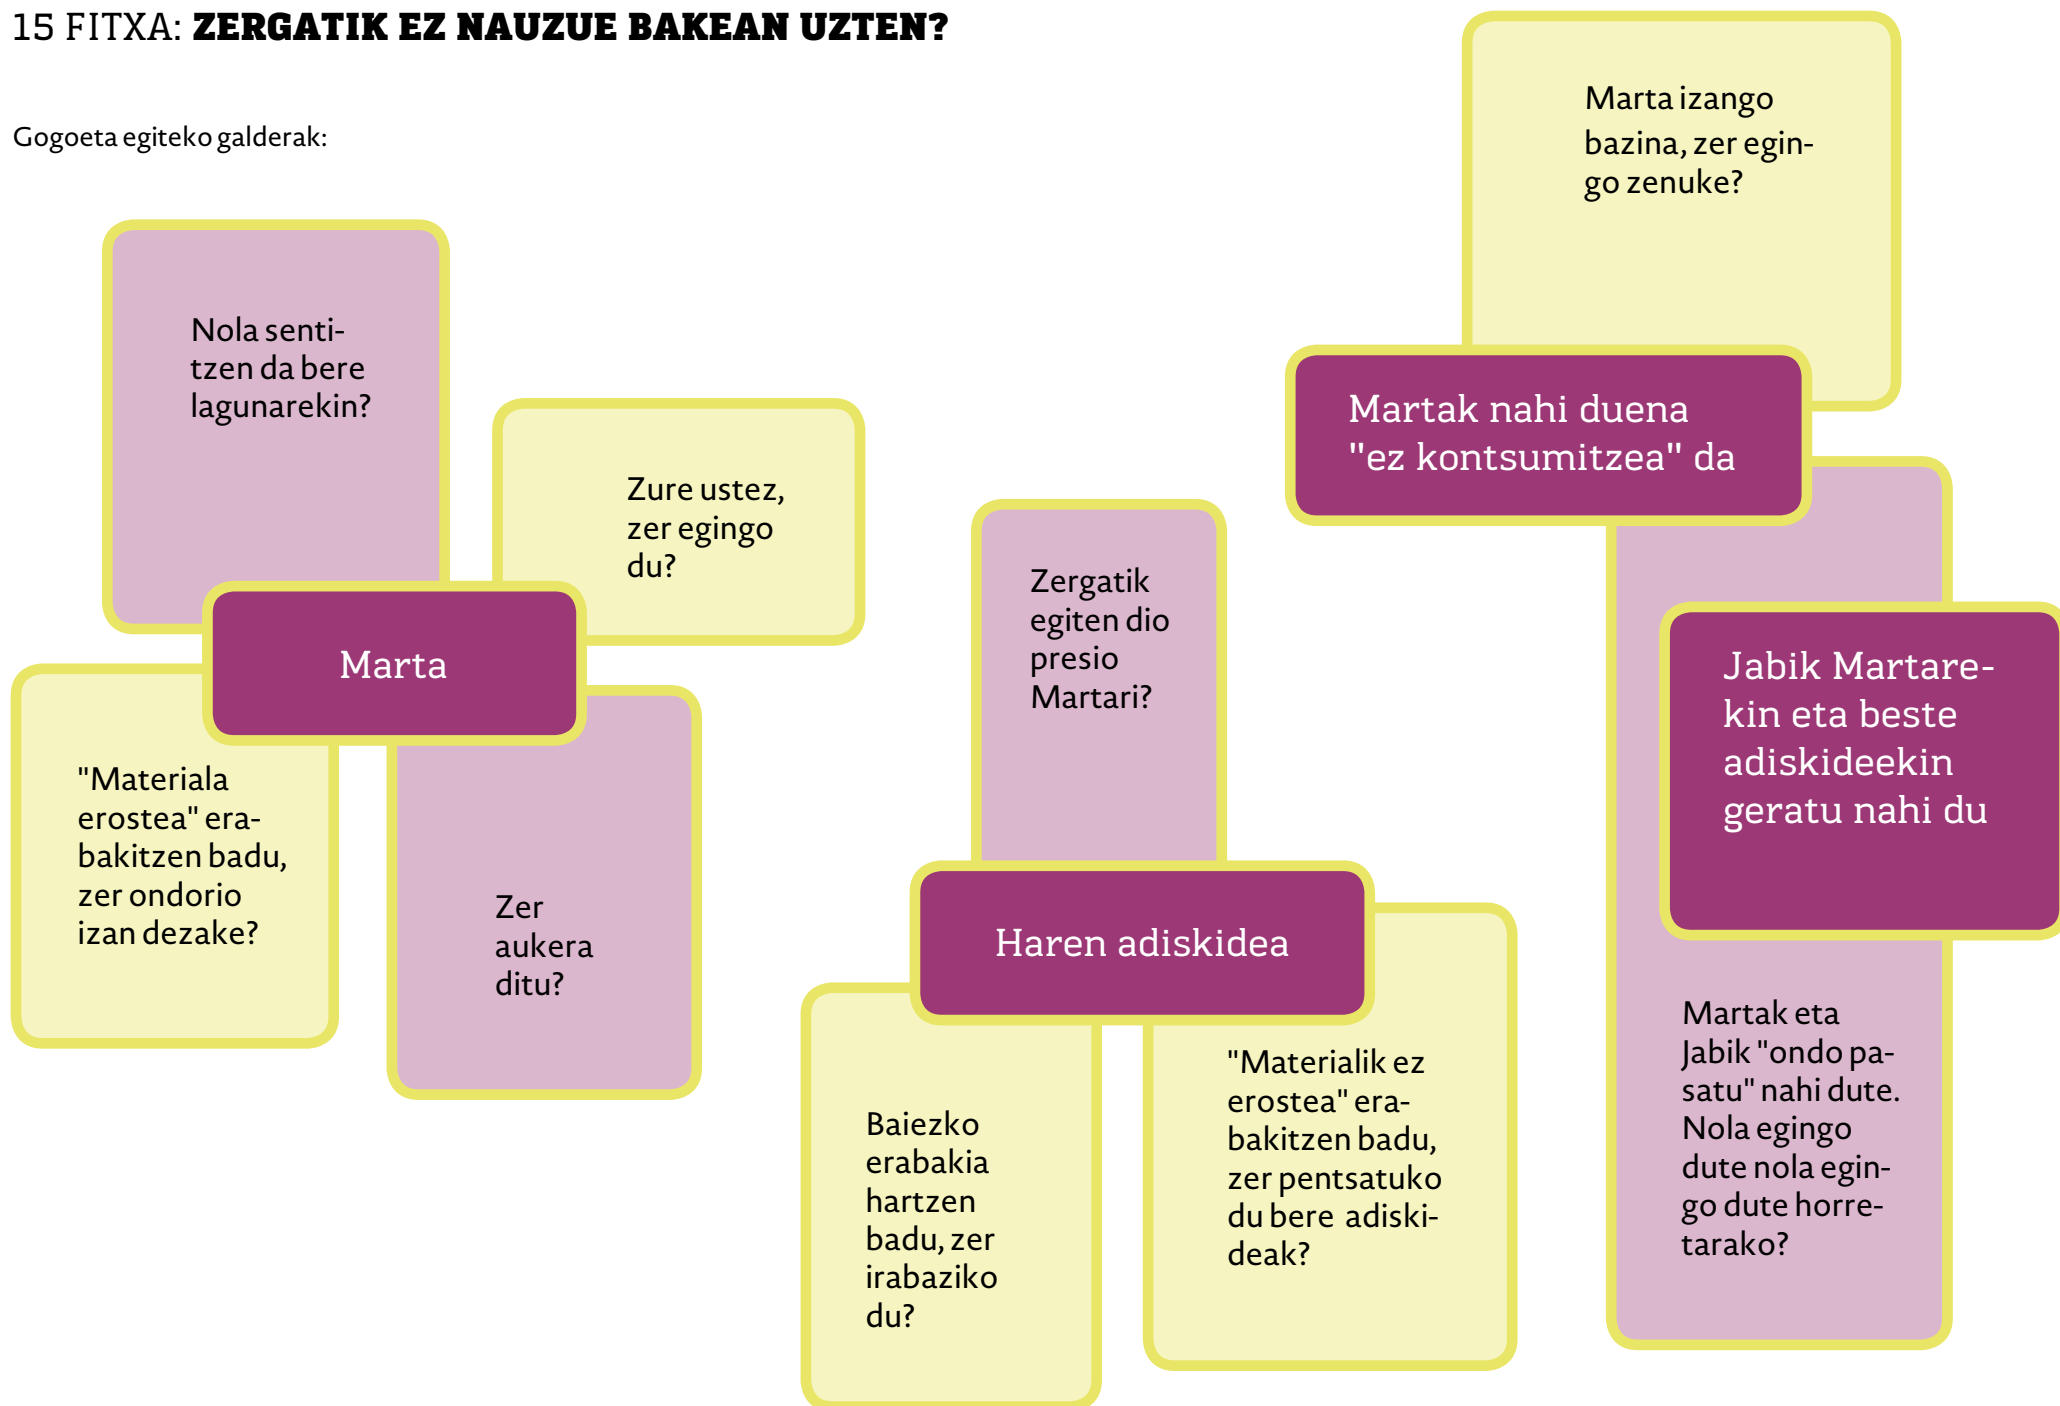 15 FITXA: ZERGATIK EZ NAUZUE BAKEAN UZTEN?
Gogoeta egiteko galderak:
Nola senti-
tzen da bere
lagunarekin?
Zure ustez,
zer egingo
du?
Marta
"Materiala
erostea" era-
bakitzen badu,
zer ondorio
izan dezake?
Zer
aukera
ditu?
Zergatik
egiten dio
presio
Martari?
Haren adiskidea
Baiezko
erabakia
hartzen
badu, zer
irabaziko
du?
"Materialik ez
erostea" era-
bakitzen badu,
zer pentsatuko
du bere adiski-
deak?
Marta izango
bazina, zer egin-
go zenuke?
Martak nahi duena
"ez kontsumitzea" da
Jabik Martare-
kin eta beste
adiskideekin
geratu nahi du
Martak eta
Jabik "ondo pa-
satu" nahi dute.
Nola egingo
dute nola egin-
go dute horre-
tarako?